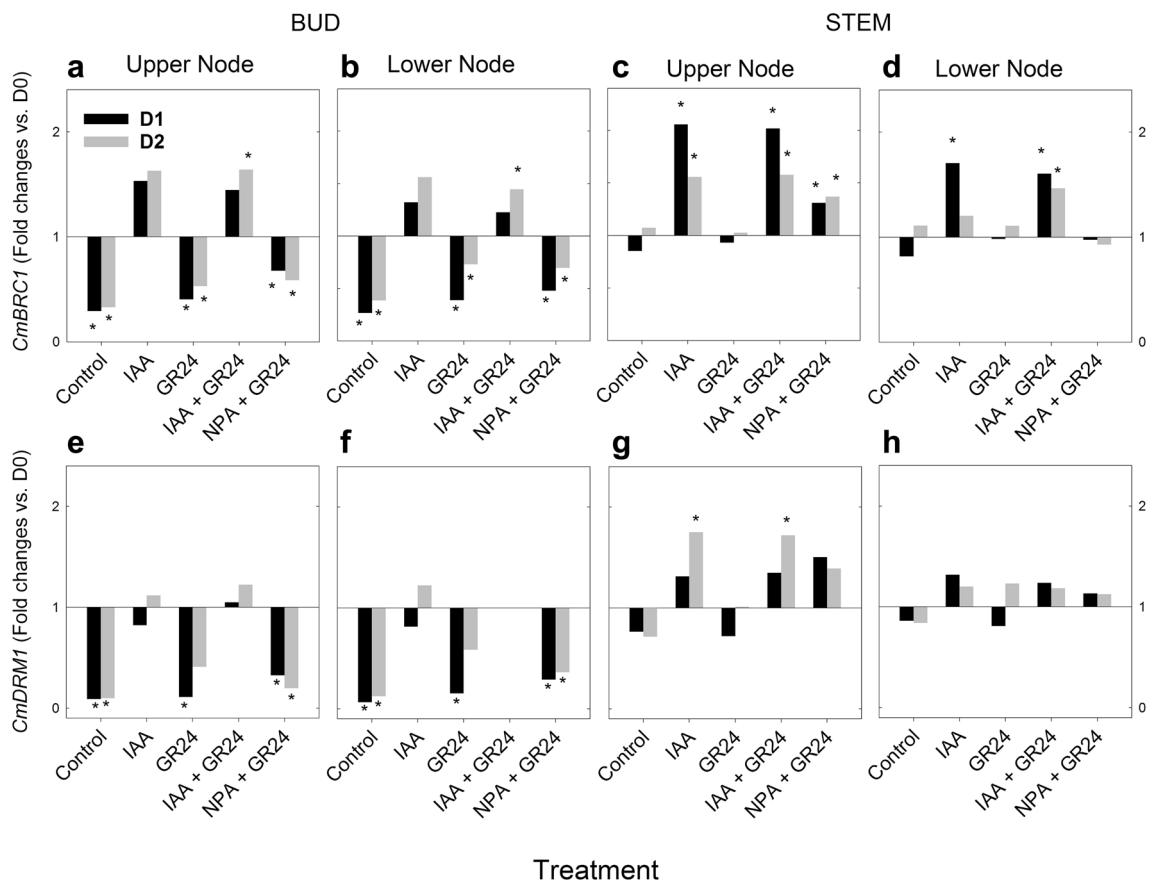 BUD STEM
a Upper Node b Lower Node c Upper Node d Lower Node
CmBRC1 (Fold changes vs. D0)
2
1
0
D1
D2
* * * * * * *
* * * * * * *
* * * * * *
* * *
2
1
0
Control IAA GR24 IAA + GR24 NPA + GR24
Control IAA GR24 IAA + GR24 NPA + GR24
Control IAA GR24 IAA + GR24 NPA + GR24
Control IAA GR24 IAA + GR24 NPA + GR24
e f g h
CmDRM1 (Fold changes vs. D0)
2
1
0
* * * * *
* * * * *
* *
2
1
0
Control IAA GR24 IAA + GR24 NPA + GR24
Control IAA GR24 IAA + GR24 NPA + GR24
Control IAA GR24 IAA + GR24 NPA + GR24
Control IAA GR24 IAA + GR24 NPA + GR24
Treatment